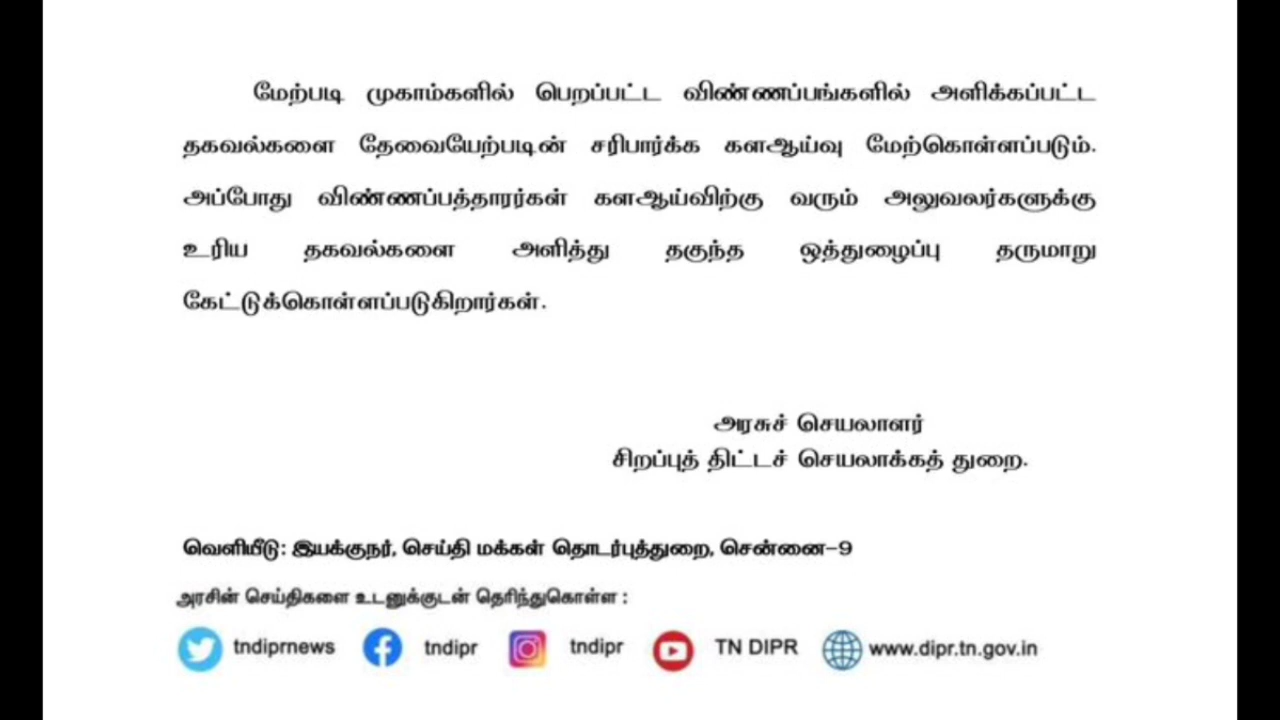 மேற்படி முகாம்களில் பெறப்பட்ட விண்ணப்பங்களில் அளிக்கப்பட்ட
தகவல்களை தேவையேற்படின் சரிபார்க்க களஆய்வு மேற்கொள்ளப்படும்.
அப்போது விண்ணப்பத்தாரர்கள் களஆய்விற்கு வரும் அலுவலர்களுக்கு
உரிய தகவல்களை அளித்து தகுந்த ஒத்துழைப்பு தருமாறு
கேட்டுக்கொள்ளப்படுகிறார்கள்.
அரசுச் செயலாளர்
சிறப்புத் திட்டச் செயலாக்கத் துறை.
வெளியீடு: இயக்குநர், செய்தி மக்கள் தொடர்புத்துறை, சென்னை-9
அரசின் செய்திகளை உடனுக்குடன் தெரிந்துகொள்ள :
tndiprnews tndipr tndipr TN DIPR www.dipr.tn.gov.in